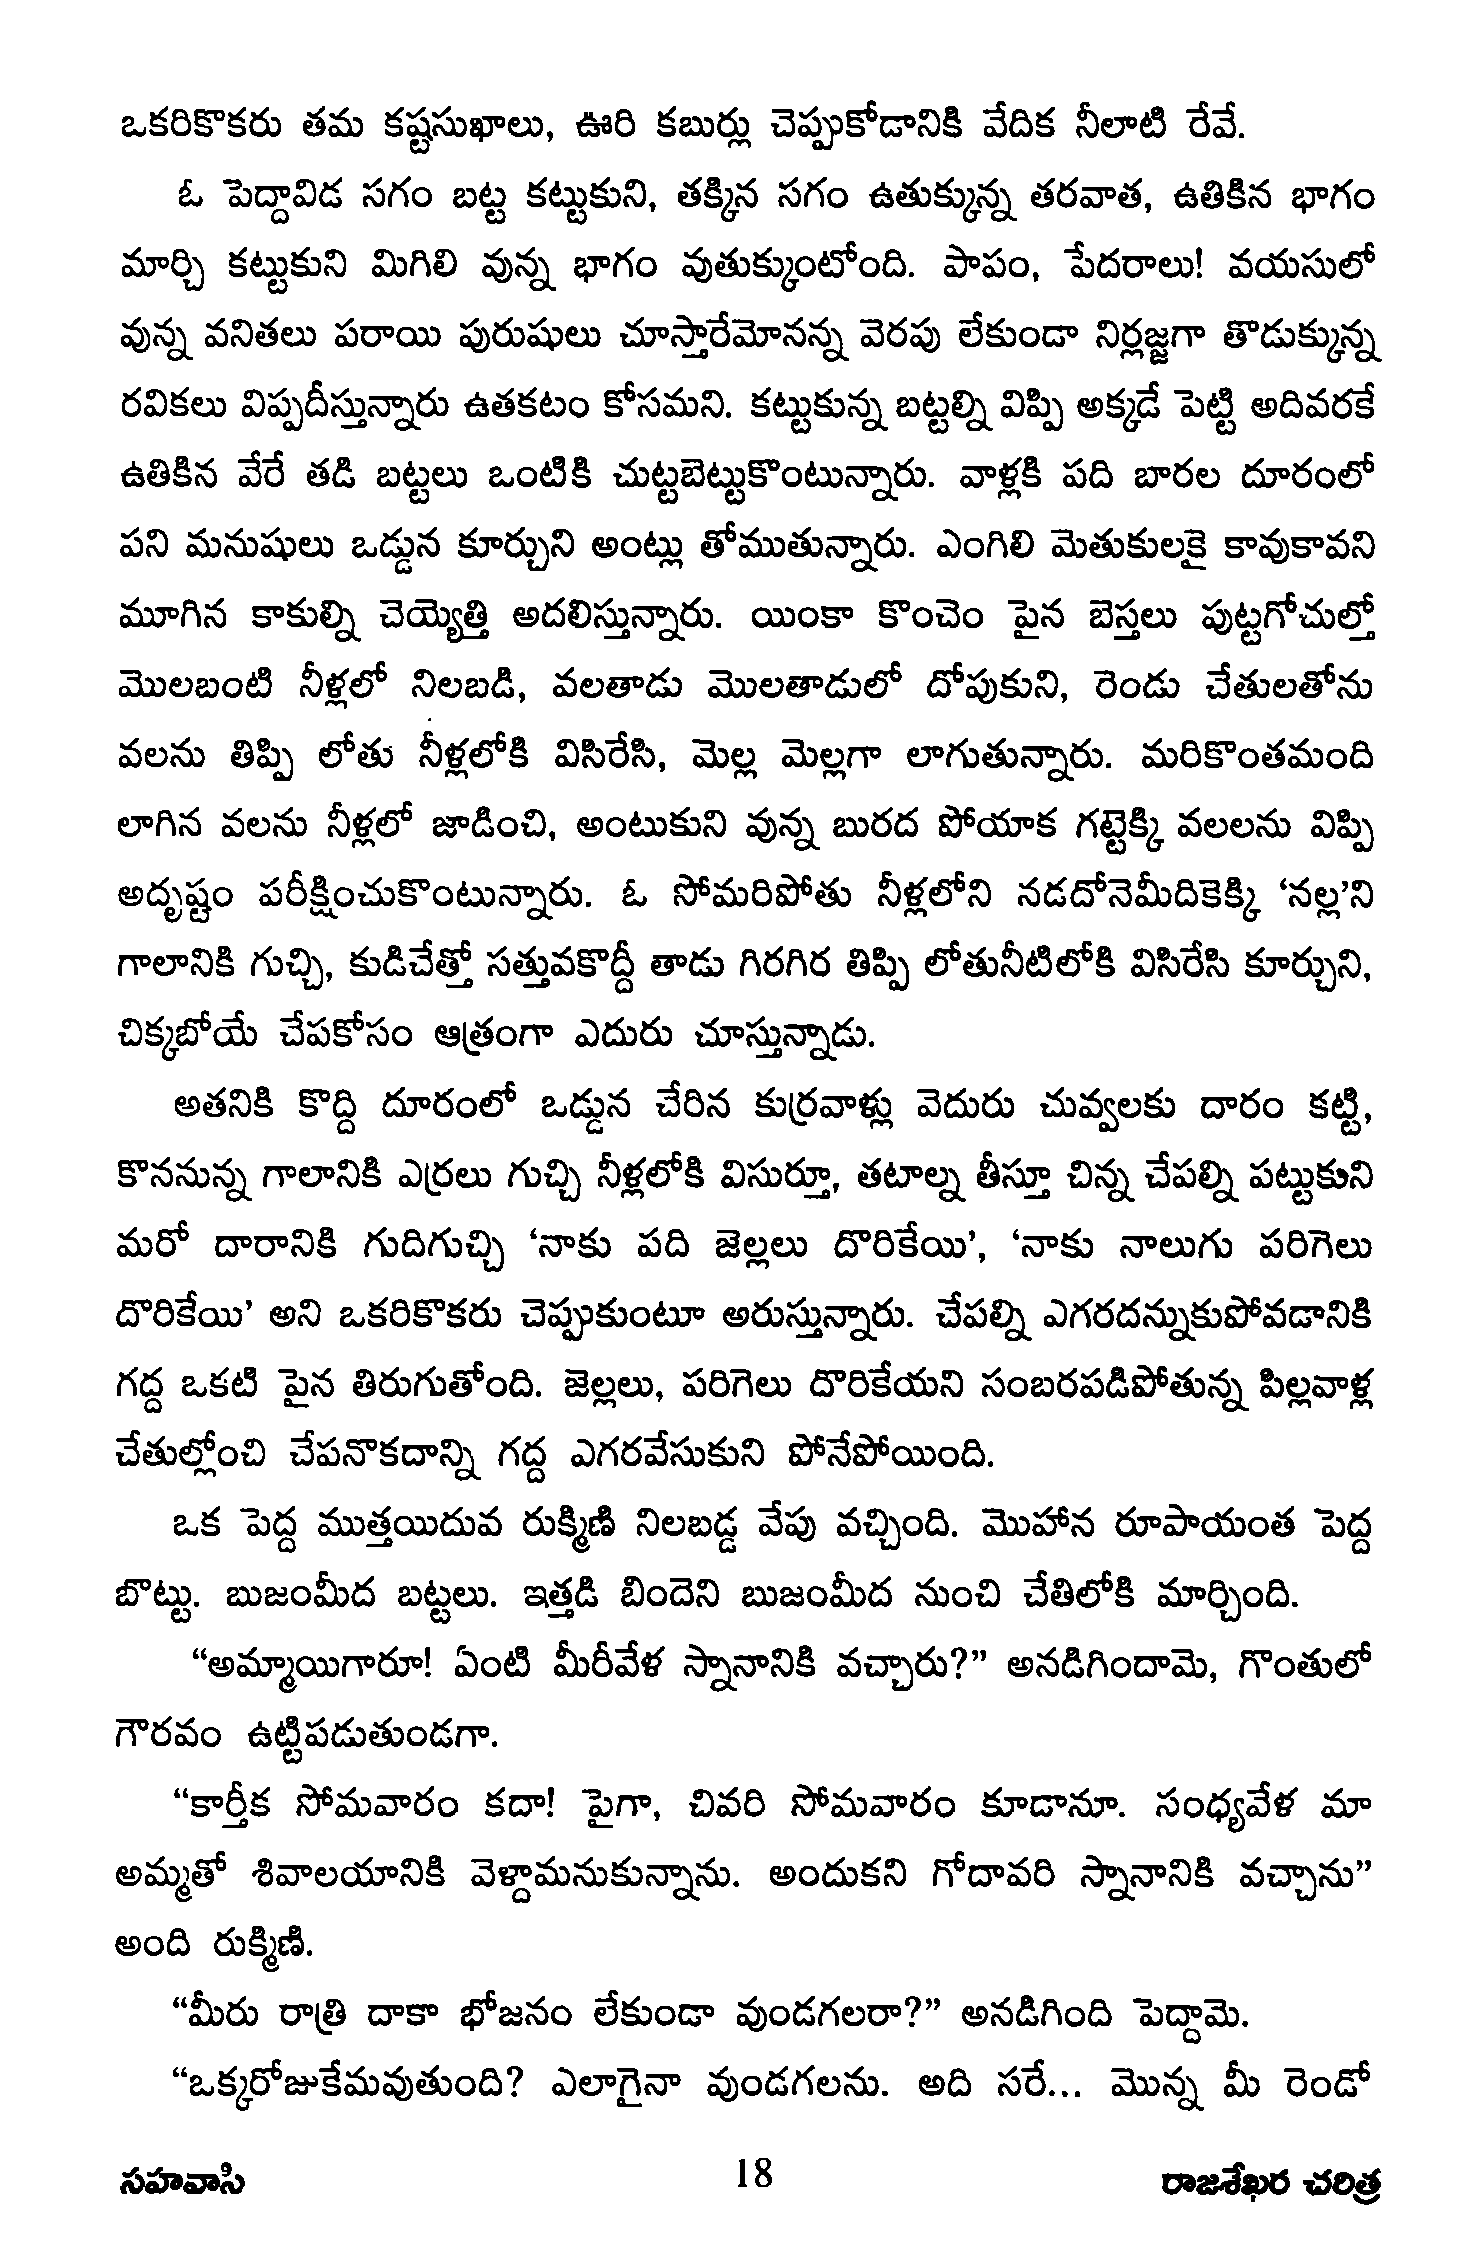 ఒకరికొకరు తమ కష్టసుఖాలు, ఊరి కబుర్లు చెప్పుకోడానికి వేదిక నీలాటి రేవే.
ఓ పెద్దావిడ సగం బట్ట కట్టుకుని, తక్కిన సగం ఉతుక్కున్న తరవాత, ఉతికిన భాగం
మార్చి కట్టుకుని మిగిలి వున్న భాగం వుతుక్కుంటోంది. పాపం, పేదరాలు! వయసులో
వున్న వనితలు పరాయి పురుషులు చూస్తారేమోనన్న వెరపు లేకుండా నిర్లజ్జగా తొడుక్కున్న
రవికలు విప్పదీస్తున్నారు ఉతకటం కోసమని. కట్టుకున్న బట్టల్ని విప్పి అక్కడే పెట్టి అదివరకే
ఉతికిన వేరే తడి బట్టలు ఒంటికి చుట్టబెట్టుకొంటున్నారు. వాళ్లకి పది బారల దూరంలో
పని మనుషులు ఒడ్డున కూర్చుని అంట్లు తోముతున్నారు. ఎంగిలి మెతుకులకై కావుకావని
మూగిన కాకుల్ని చెయ్యెత్తి అదలిస్తున్నారు. యింకా కొంచెం పైన బెస్తలు పుట్టగోచుల్తో
మొలబంటి నీళ్లలో నిలబడి, వలతాడు మొలతాడులో దోపుకుని, రెండు చేతులతోను
వలను తిప్పి లోతు నీళ్లలోకి విసిరేసి, మెల్ల మెల్లగా లాగుతున్నారు. మరికొంతమంది
లాగిన వలను నీళ్లలో జాడించి, అంటుకుని వున్న బురద పోయాక గట్టెక్కి వలలను విప్పి
అదృష్టం పరీక్షించుకొంటున్నారు. ఓ సోమరిపోతు నీళ్లలోని నడదోనెమీదికెక్కి ‘నల్ల’ని
గాలానికి గుచ్చి, కుడిచేత్తో సత్తువకొద్దీ తాడు గిరగిర తిప్పి లోతునీటిలోకి విసిరేసి కూర్చుని,
చిక్కబోయే చేపకోసం ఆత్రంగా ఎదురు చూస్తున్నాడు.
అతనికి కొద్ది దూరంలో ఒడ్డున చేరిన కుర్రవాళ్లు వెదురు చువ్వలకు దారం కట్టి,
కొననున్న గాలానికి ఎర్రలు గుచ్చి నీళ్లలోకి విసుర్తూ, తటాల్న తీస్తూ చిన్న చేపల్ని పట్టుకుని
మరో దారానికి గుదిగుచ్చి ‘నాకు పది జెల్లలు దొరికేయి’, ‘నాకు నాలుగు పరిగెలు
దొరికేయి’ అని ఒకరికొకరు చెప్పుకుంటూ అరుస్తున్నారు. చేపల్ని ఎగరదన్నుకుపోవడానికి
గద్ద ఒకటి పైన తిరుగుతోంది. జెల్లలు, పరిగెలు దొరికేయని సంబరపడిపోతున్న పిల్లవాళ్ల
చేతుల్లోంచి చేపనొకదాన్ని గద్ద ఎగరవేసుకుని పోనేపోయింది.
ఒక పెద్ద ముత్తయిదువ రుక్మిణి నిలబడ్డ వేపు వచ్చింది. మొహాన రూపాయంత పెద్ద
బొట్టు. బుజంమీద బట్టలు. ఇత్తడి బిందెని బుజంమీద నుంచి చేతిలోకి మార్చింది.
“అమ్మాయిగారూ! ఏంటి మీరీవేళ స్నానానికి వచ్చారు?” అనడిగిందామె, గొంతులో
గౌరవం ఉట్టిపడుతుండగా.
“కార్తీక సోమవారం కదా! పైగా, చివరి సోమవారం కూడానూ. సంధ్యవేళ మా
అమ్మతో శివాలయానికి వెళ్దామనుకున్నాను. అందుకని గోదావరి స్నానానికి వచ్చాను”
అంది రుక్మిణి.
“మీరు రాత్రి దాకా భోజనం లేకుండా వుండగలరా?” అనడిగింది పెద్దామె.
“ఒక్కరోజుకేమవుతుంది? ఎలాగైనా వుండగలను. అది సరే... మొన్న మీ రెండో
సహవాసి 18 రాజశేఖర చరిత్ర